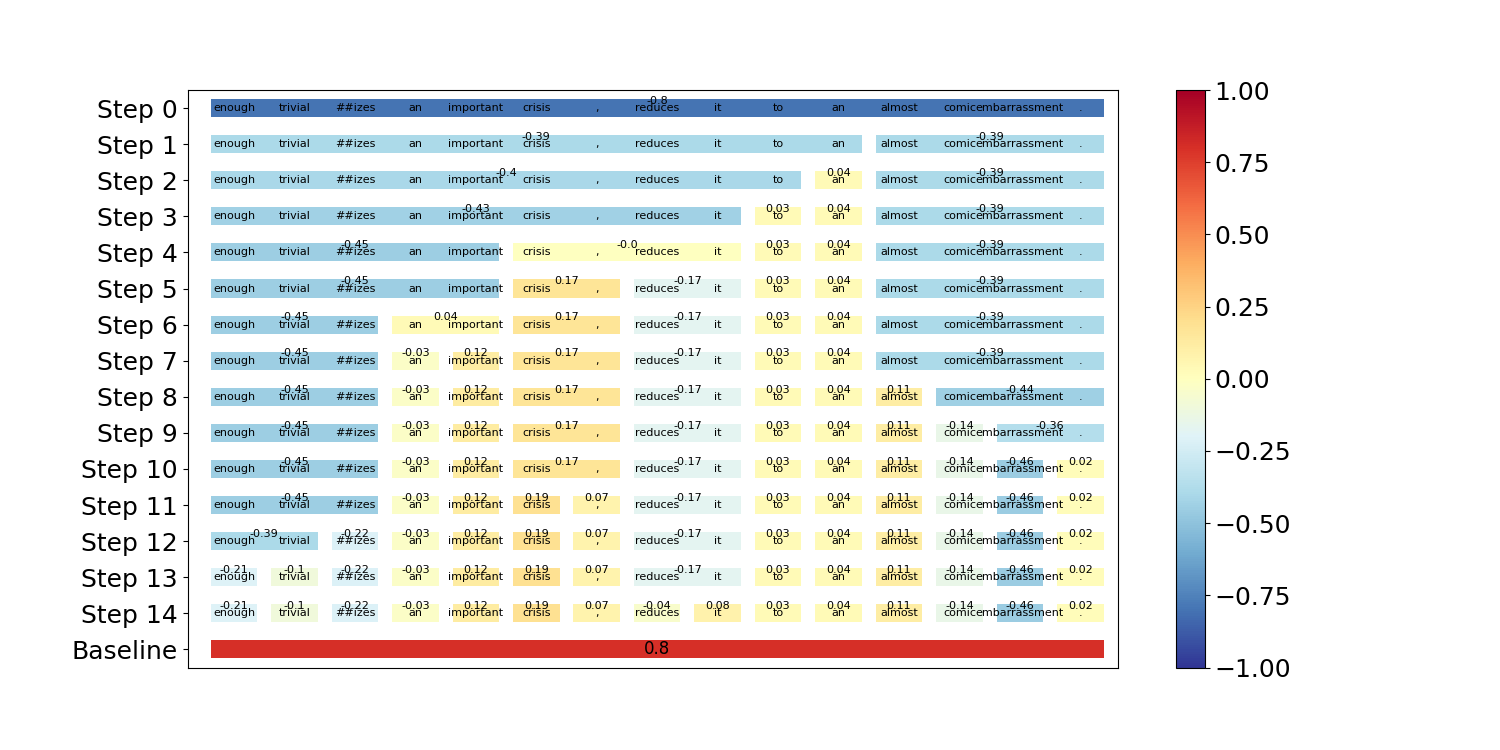 Step 0 enough trivial ##izes an important crisis , reduces it to an almost comic embarrassment .
-0.8
Step 1 enough trivial ##izes an important crisis , reduces it to an almost comic embarrassment .
-0.39 -0.39
Step 2 enough trivial ##izes an important crisis , reduces it to an almost comic embarrassment .
-0.4 0.04 -0.39
Step 3 enough trivial ##izes an important crisis , reduces it to an almost comic embarrassment .
-0.43 0.03 0.04 -0.39
Step 4 enough trivial ##izes an important crisis , reduces it to an almost comic embarrassment .
-0.45 -0.0 0.03 0.04 -0.39
Step 5 enough trivial ##izes an important crisis , reduces it to an almost comic embarrassment .
-0.45 0.17 -0.17 0.03 0.04 -0.39
Step 6 enough trivial ##izes an important crisis , reduces it to an almost comic embarrassment .
-0.45 0.04 0.17 -0.17 0.03 0.04 -0.39
Step 7 enough trivial ##izes an important crisis , reduces it to an almost comic embarrassment .
-0.45 -0.03 0.12 0.17 -0.17 0.03 0.04 -0.39
Step 8 enough trivial ##izes an important crisis , reduces it to an almost comic embarrassment .
-0.45 -0.03 0.12 0.17 -0.17 0.03 0.04 0.11 -0.44
Step 9 enough trivial ##izes an important crisis , reduces it to an almost comic embarrassment .
-0.45 -0.03 0.12 0.17 -0.17 0.03 0.04 0.11 -0.14 -0.36
Step 10 enough trivial ##izes an important crisis , reduces it to an almost comic embarrassment .
-0.45 -0.03 0.12 0.17 -0.17 0.03 0.04 0.11 -0.14 -0.46 0.02
Step 11 enough trivial ##izes an important crisis , reduces it to an almost comic embarrassment .
-0.45 -0.03 0.12 0.19 0.07 -0.17 0.03 0.04 0.11 -0.14 -0.46 0.02
Step 12 enough trivial ##izes an important crisis , reduces it to an almost comic embarrassment .
-0.39 -0.22 -0.03 0.12 0.19 0.07 -0.17 0.03 0.04 0.11 -0.14 -0.46 0.02
Step 13 enough trivial ##izes an important crisis , reduces it to an almost comic embarrassment .
-0.21 -0.1 -0.22 -0.03 0.12 0.19 0.07 -0.17 0.03 0.04 0.11 -0.14 -0.46 0.02
Step 14 enough trivial ##izes an important crisis , reduces it to an almost comic embarrassment .
-0.21 -0.1 -0.22 -0.03 0.12 0.19 0.07 -0.04 0.08 0.03 0.04 0.11 -0.14 -0.46 0.02
Baseline 0.8
1.00
0.75
0.50
0.25
0.00
−0.25
−0.50
−0.75
−1.00